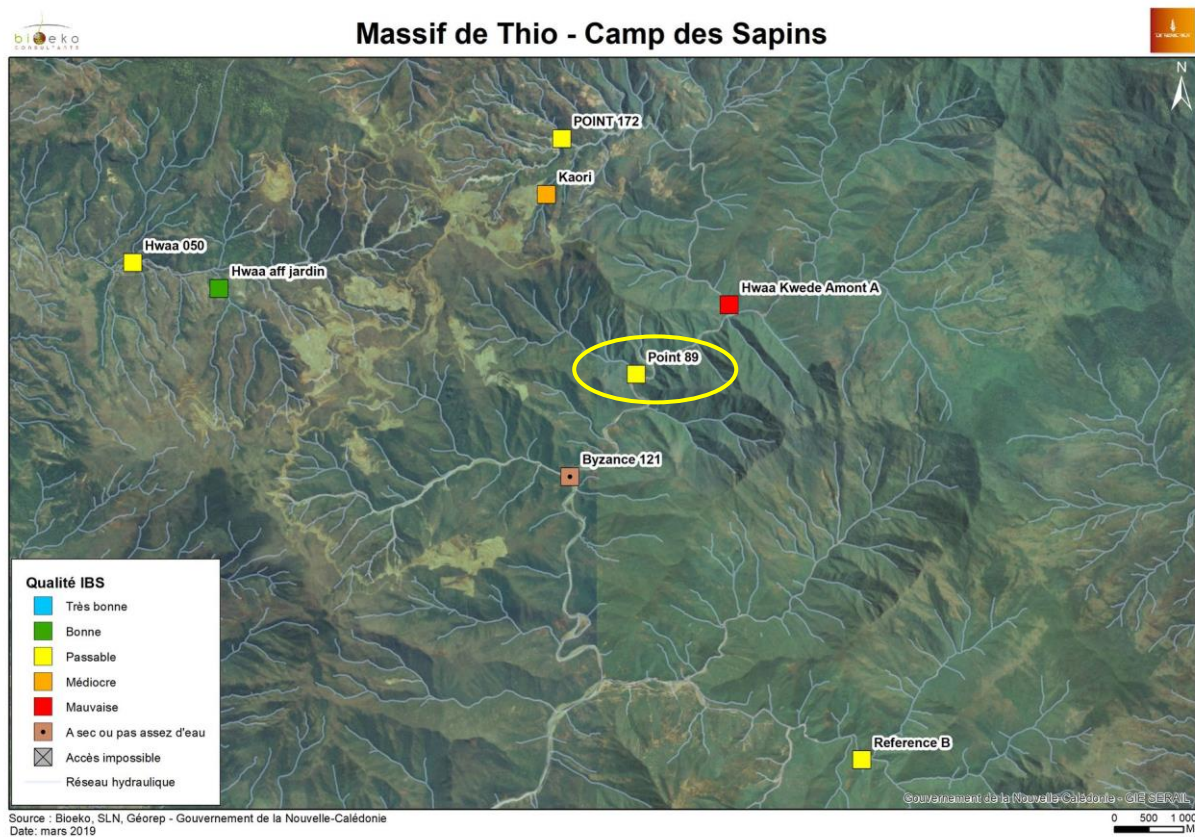 bioeko
CONSULTANTS
Massif de Thio - Camp des Sapins
N
POINT 172
Kaori
Hwaa 050
Hwaa aff jardin
Hwaa Kwede Amont A
Point 89
Byzance 121
Reference B
Qualité IBS
Très bonne
Bonne
Passable
Médiocre
Mauvaise
A sec ou pas assez d'eau
Accès impossible
Réseau hydraulique
Gouvernement de la Nouvelle-Calédonie - GIE SERAIL
Source : Bioeko, SLN, Géorep - Gouvernement de la Nouvelle-Calédonie
Date: mars 2019
0 500 1 000
M